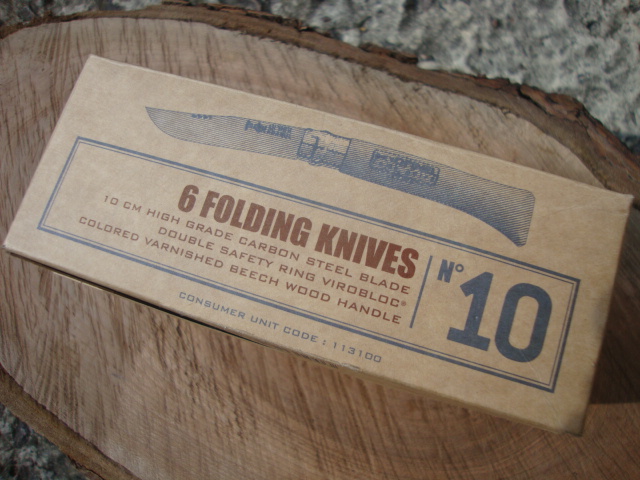 6 FOLDING KNIVES
10 CM HIGH GRADE CARBON STEEL BLADE
DOUBLE SAFETY RING VIROBLOC®
COLORED VARNISHED BEECH WOOD HANDLE
N° 10
CONSUMER UNIT CODE : 113100